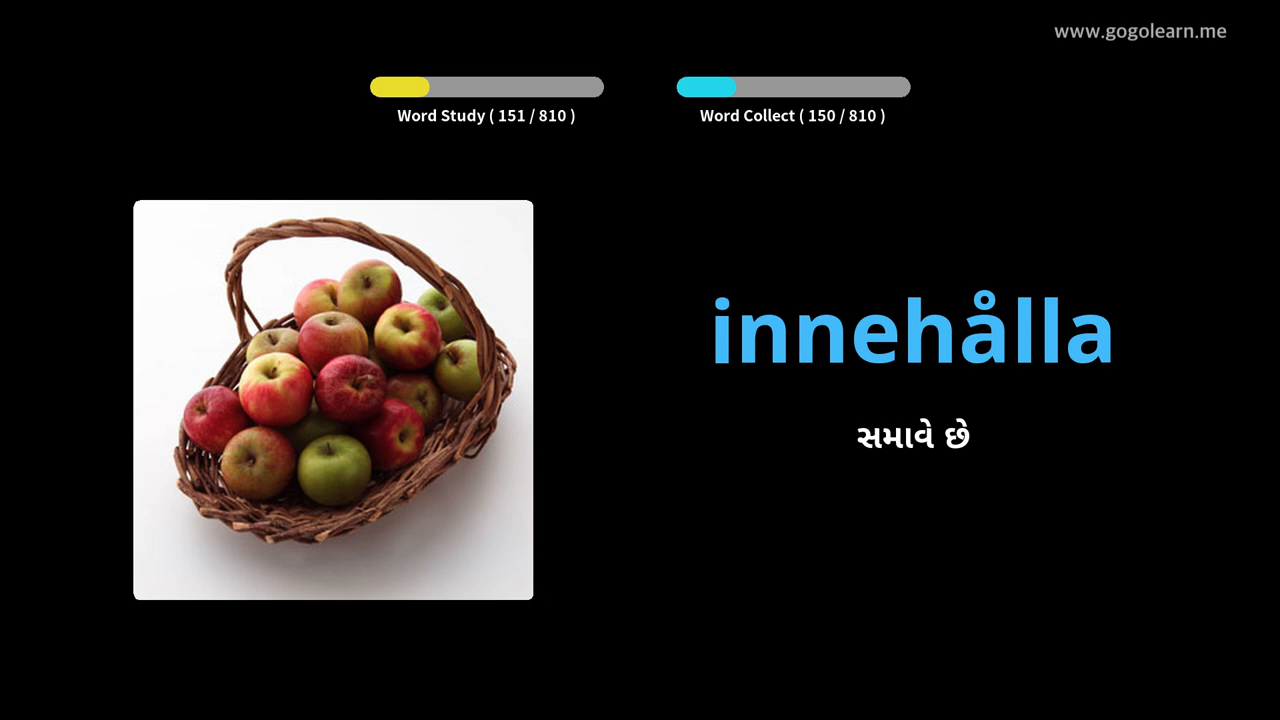 www.gogolearn.me
Word Study ( 151 / 810 )
Word Collect ( 150 / 810 )
innehålla
સમાવે છે